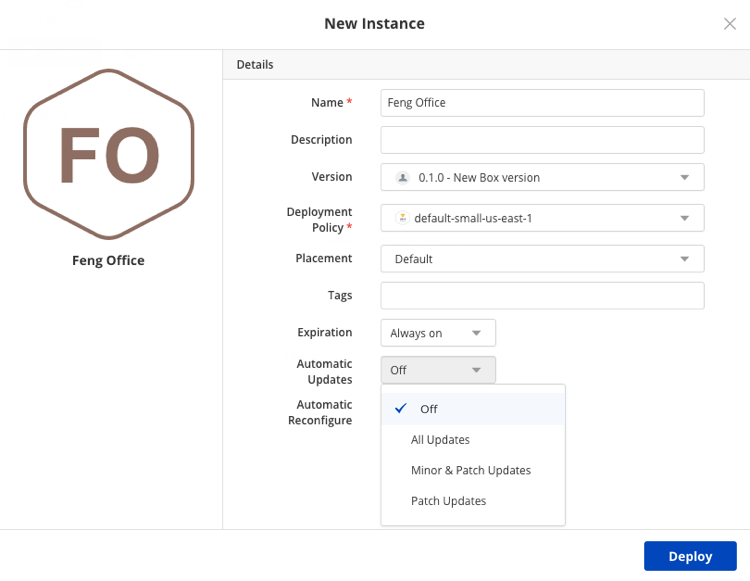 New Instance
Details
FO
Feng Office
Name *
Feng Office
Description
Version
0.1.0 - New Box version
Deployment
Policy *
default-small-us-east-1
Placement
Default
Tags
Expiration
Always on
Automatic
Updates
Off
Automatic
Reconfigure
Off
All Updates
Minor & Patch Updates
Patch Updates
Deploy